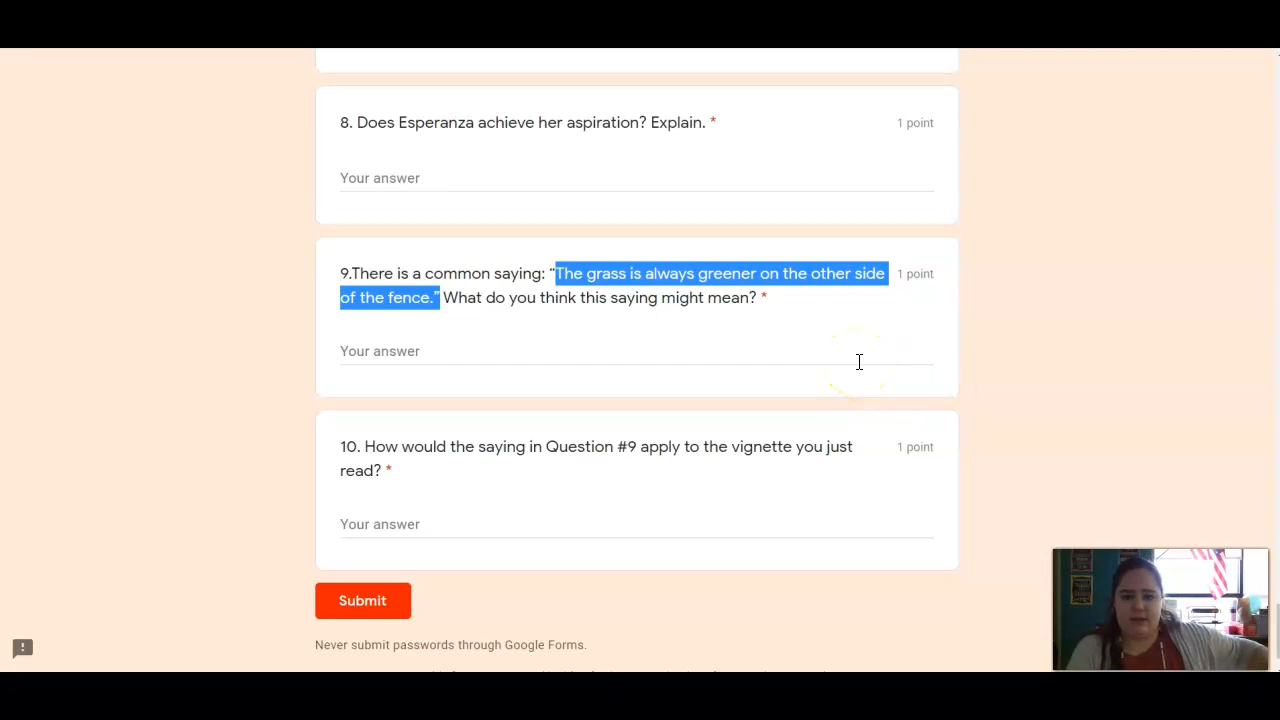 8. Does Esperanza achieve her aspiration? Explain. *
1 point
Your answer
9.There is a common saying: “The grass is always greener on the other side
1 point
of the fence.” What do you think this saying might mean? *
Your answer
10. How would the saying in Question #9 apply to the vignette you just
1 point
read? *
Your answer
Submit
Never submit passwords through Google Forms.